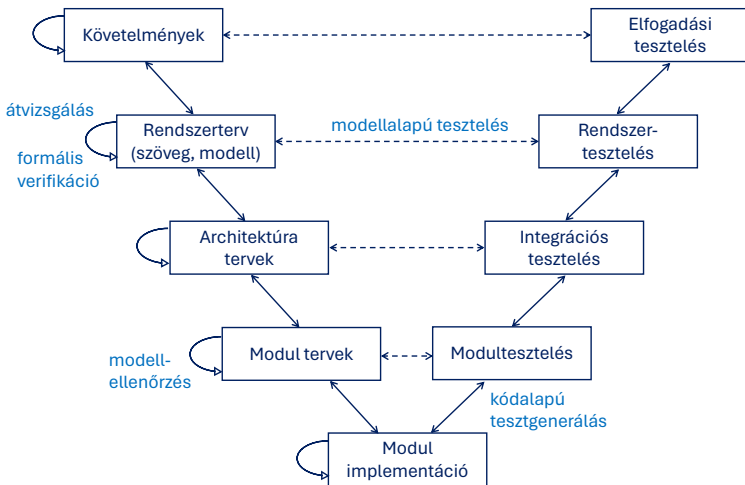 Követelmények
Elfogadási
tesztelés
átvizsgálás
Rendszerterv
(szöveg, modell)
modellalapú tesztelés
Rendszer-
tesztelés
formális
verifikáció
Architektúra
tervek
Integrációs
tesztelés
modell-
ellenőrzés
Modul tervek
Modultesztelés
kódalapú
tesztgenerálás
Modul
implementáció